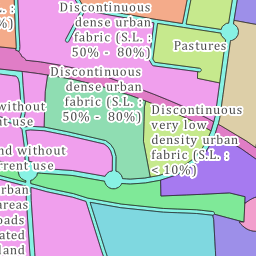 . :
%)
Discontinuous
dense urban
fabric (S.L. :
50% - 80%)
Pastures
Discontinuous
dense urban
fabric (S.L. :
50% - 80%)
without
nt use
Discontinuous
very low
density urban
fabric (S.L. :
< 10%)
nd without
rrent use
urban
areas
oads
ated
land